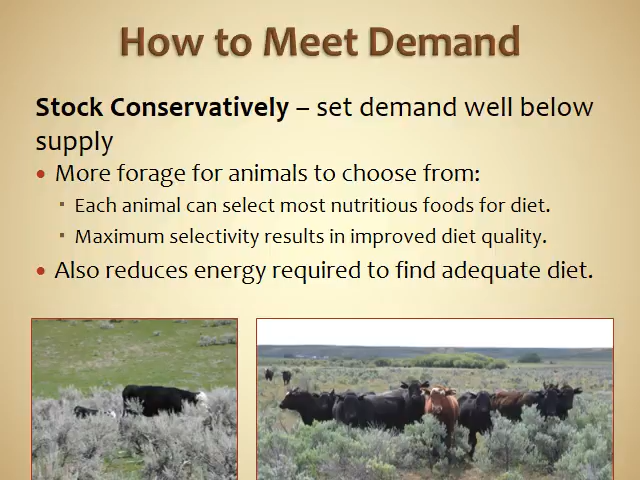 How to Meet Demand
Stock Conservatively – set demand well below
supply
• More forage for animals to choose from:
▪ Each animal can select most nutritious foods for diet.
▪ Maximum selectivity results in improved diet quality.
• Also reduces energy required to find adequate diet.